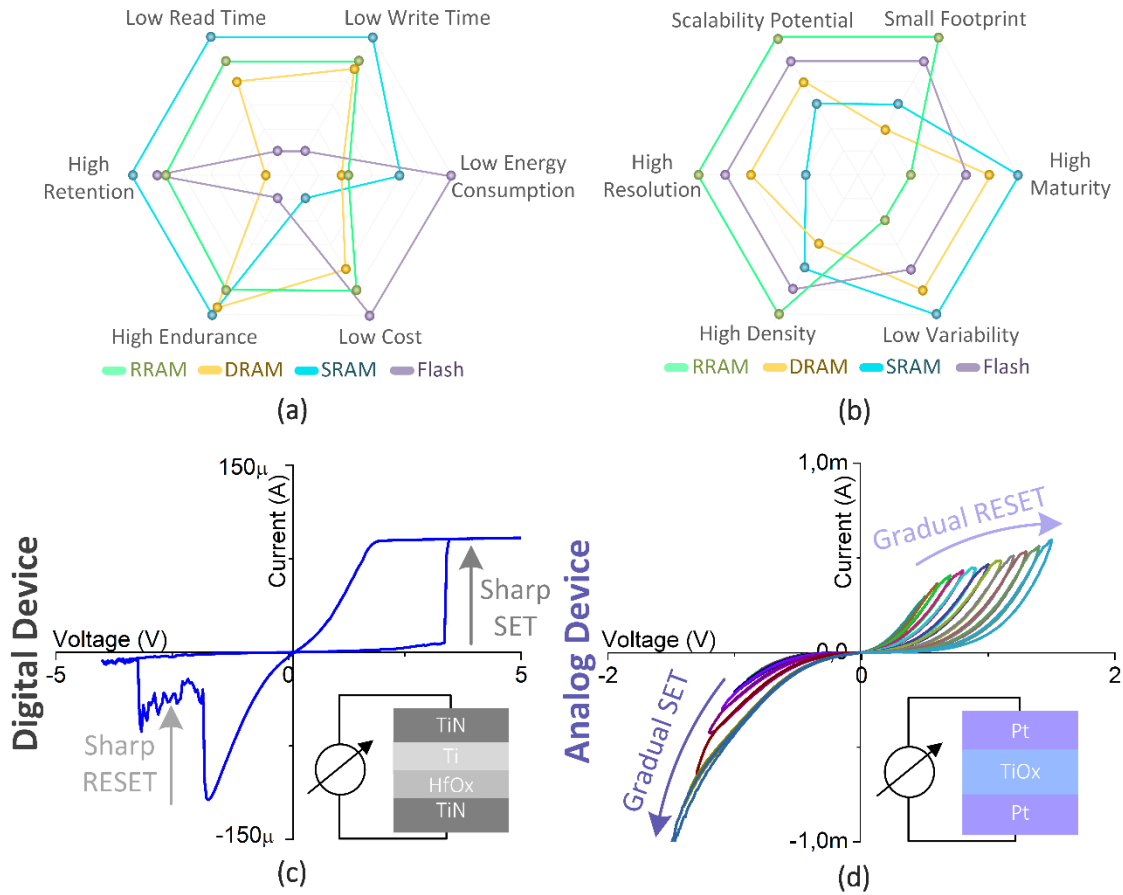 Low Read Time
Low Write Time
High
Retention
Low Energy
Consumption
High Endurance
Low Cost
RRAM DRAM SRAM Flash
(a)
Scalability Potential
Small Footprint
High
Resolution
High
Maturity
High Density
Low Variability
RRAM DRAM SRAM Flash
(b)
Digital Device
150µ
Current (A)
Voltage (V)
-5
0
5
-150µ
Sharp
SET
Sharp
RESET
TiN
Ti
HfOx
TiN
(c)
Analog Device
1,0m
Current (A)
Voltage (V)
-2
0,0
0
2
-1,0m
Gradual RESET
Gradual SET
Pt
TiOx
Pt
(d)